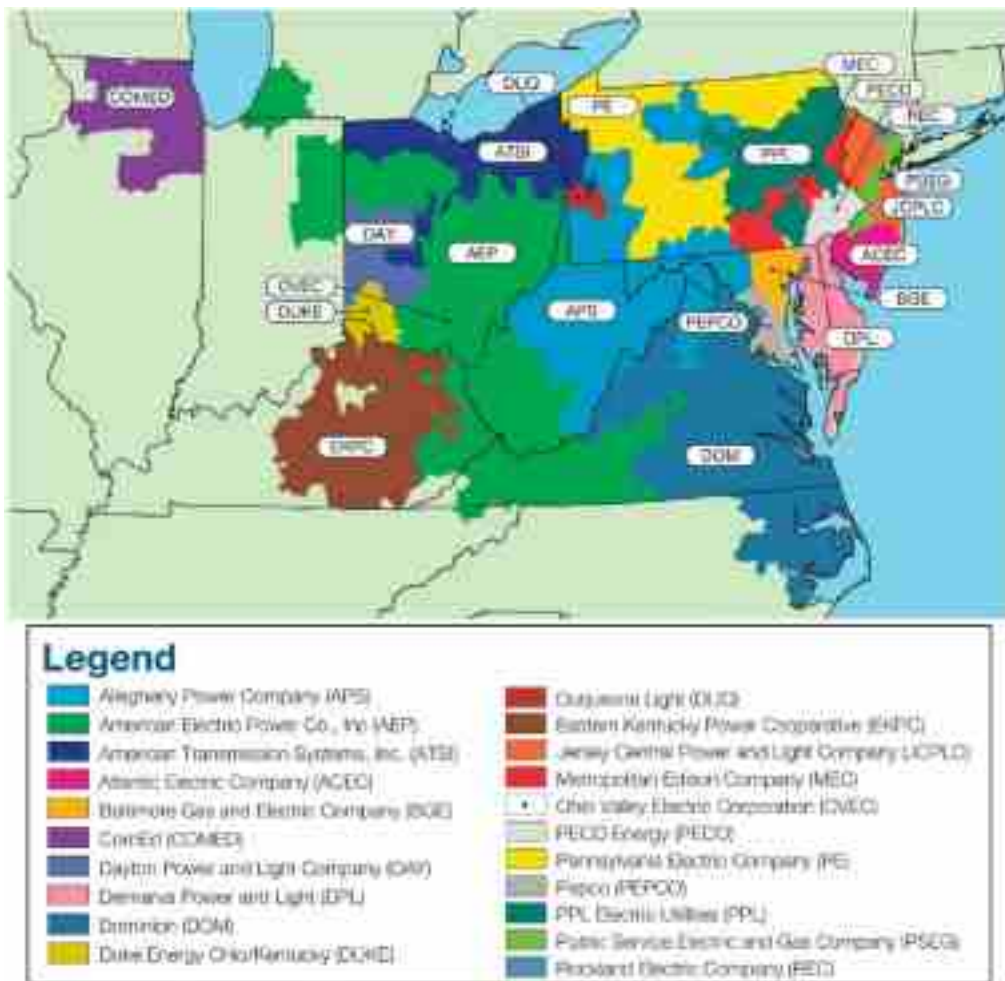 COMED
DUQ
MEC
PECO
PE
REC
ATSI
PPL
PSEG
JCPLC
DAY
AEP
ACEC
OVEC
DUKE
APS
PEPCO
BGE
DPL
EKPC
DOM
Legend
Allegheny Power Company (APS)
American Electric Power Co., Inc (AEP)
American Transmission Systems, Inc. (ATSI)
Atlantic Electric Company (ACEC)
Baltimore Gas and Electric Company (BGE)
ComEd (COMED)
Dayton Power and Light Company (DAY)
Delmarva Power and Light (DPL)
Dominion (DOM)
Duke Energy Ohio/Kentucky (DUKE)
Duquesne Light (DUQ)
Eastern Kentucky Power Cooperative (EKPC)
Jersey Central Power and Light Company (JCPLC)
Metropolitan Edison Company (MEC)
Ohio Valley Electric Corporation (OVEC)
PECO Energy (PECO)
Pennsylvania Electric Company (PE)
Pepco (PEPCO)
PPL Electric Utilities (PPL)
Public Service Electric and Gas Company (PSEG)
Rockland Electric Company (REC)